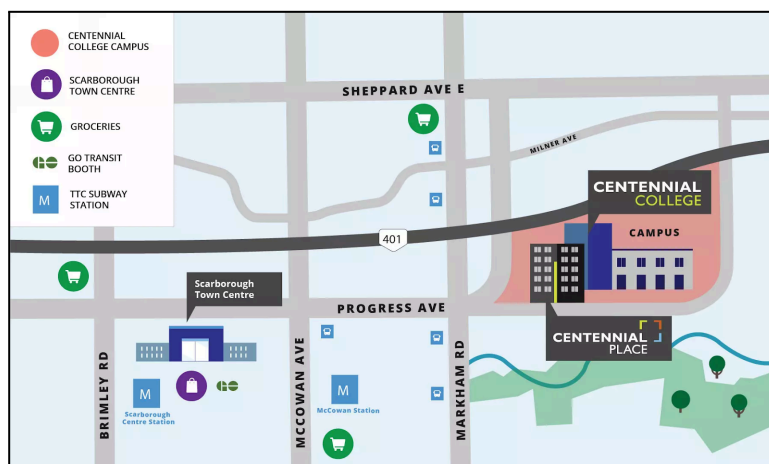 CENTENNIAL
COLLEGE CAMPUS
SCARBOROUGH
TOWN CENTRE
GROCERIES
GO TRANSIT
BOOTH
M
TTC SUBWAY
STATION
SHEPPARD AVE E
MILNER AVE
CENTENNIAL
COLLEGE
CAMPUS
401
Scarborough
Town Centre
PROGRESS AVE
CENTENNIAL
PLACE
BRIMLEY RD
MCCOWAN AVE
MARKHAM RD
M
Scarborough
Centre Station
GO
M
McCowan Station